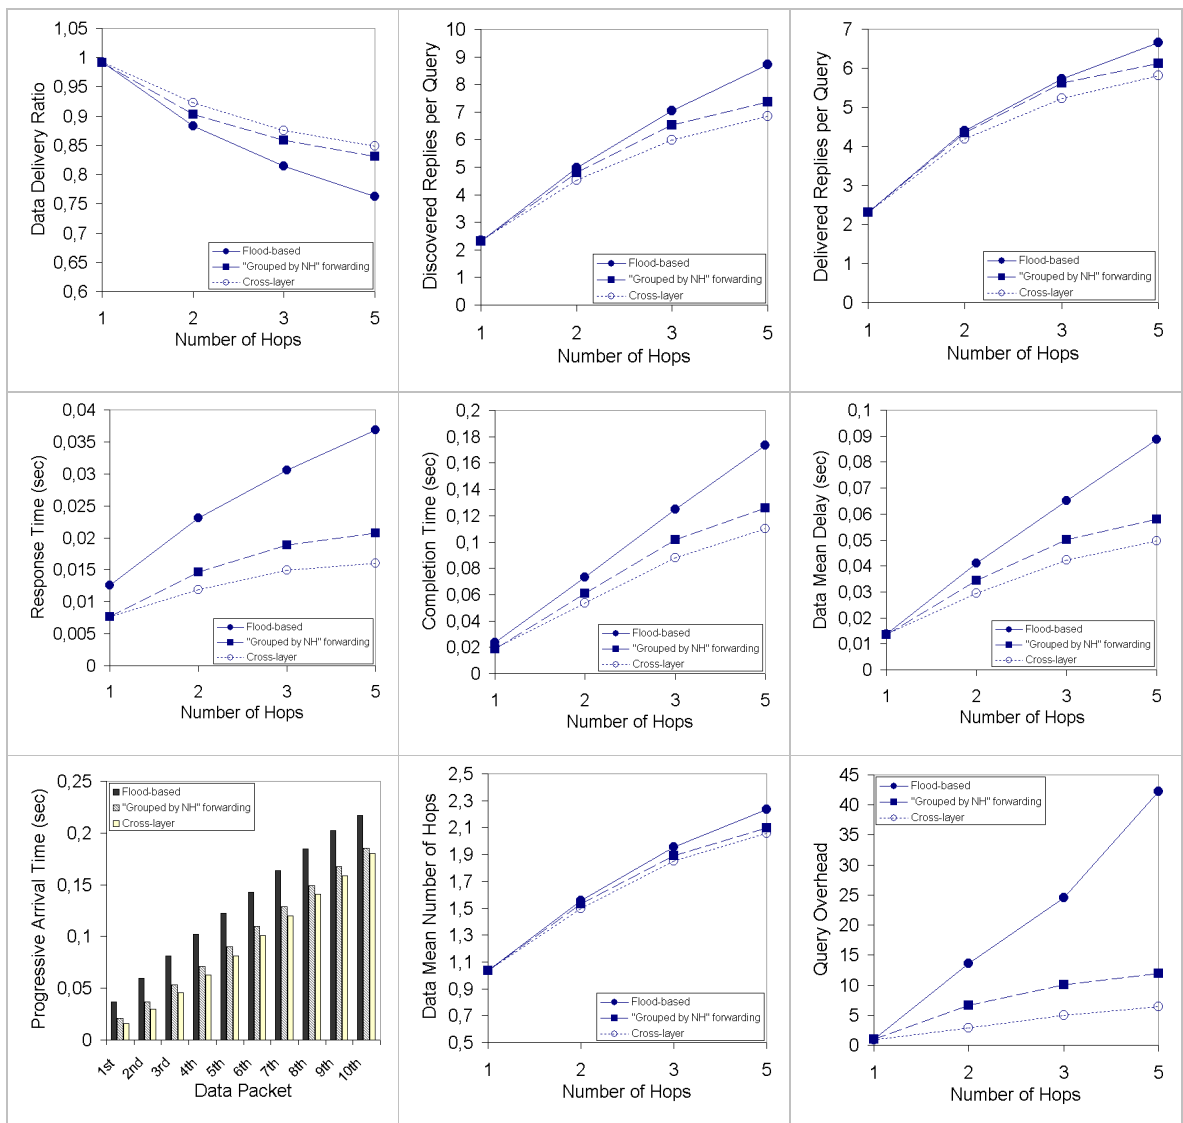 Data Delivery Ratio
1,05
1
0,95
0,9
0,85
0,8
0,75
0,7
0,65
0,6
Flood-based
"Grouped by NH" forwarding
Cross-layer
1 2 3 5
Number of Hops
Discovered Replies per Query
10
9
8
7
6
5
4
3
2
1
0
Flood-based
"Grouped by NH" forwarding
Cross-layer
1 2 3 5
Number of Hops
Delivered Replies per Query
7
6
5
4
3
2
1
0
Flood-based
"Grouped by NH" forwarding
Cross-layer
1 2 3 5
Number of Hops
Response Time (sec)
0,04
0,035
0,03
0,025
0,02
0,015
0,01
0,005
0
Flood-based
"Grouped by NH" forwarding
Cross-layer
1 2 3 5
Number of Hops
Completion Time (sec)
0,2
0,18
0,16
0,14
0,12
0,1
0,08
0,06
0,04
0,02
0
Flood-based
"Grouped by NH" forwarding
Cross-layer
1 2 3 5
Number of Hops
Data Mean Delay (sec)
0,1
0,09
0,08
0,07
0,06
0,05
0,04
0,03
0,02
0,01
0
Flood-based
"Grouped by NH" forwarding
Cross-layer
1 2 3 5
Number of Hops
Progressive Arrival Time (sec)
0,25
0,2
0,15
0,1
0,05
0
Flood-based
"Grouped by NH" forwarding
Cross-layer
1st 2nd 3rd 4th 5th 6th 7th 8th 9th 10th
Data Packet
Data Mean Number of Hops
2,5
2,3
2,1
1,9
1,7
1,5
1,3
1,1
0,9
0,7
0,5
Flood-based
"Grouped by NH" forwarding
Cross-layer
1 2 3 5
Number of Hops
Query Overhead
45
40
35
30
25
20
15
10
5
0
Flood-based
"Grouped by NH" forwarding
Cross-layer
1 2 3 5
Number of Hops